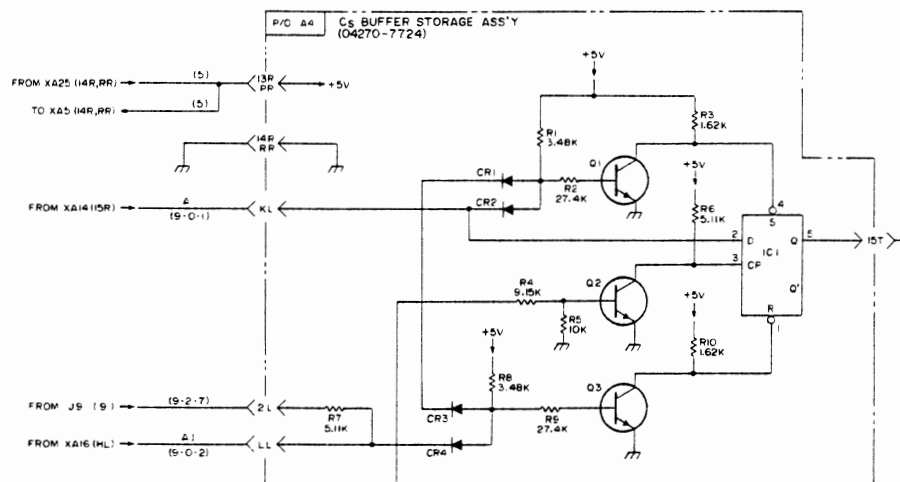 P/O A4
Cs BUFFER STORAGE ASS'Y
(04270-7724)
+5V
FROM XA25 (14R,RR)
(5)
13R
PR
+5V
TO XA5 (14R,RR)
(5)
R3
1.62K
R1
3.48K
14R
RR
Q1
+5V
CR1
R2
27.4K
CR2
R6
5.11K
FROM XA14 (15R)
A
(9-0-1)
KL
4
S
2
D
Q
5
15T
IC1
3
CP
Q'
R4
9.15K
Q2
+5V
R
1
R5
10K
R10
1.62K
+5V
R8
3.48K
Q3
FROM J9 (9)
(9-2-7)
2L
R7
5.11K
CR3
R9
27.4K
FROM XA16 (HL)
A1
(9-0-2)
LL
CR4